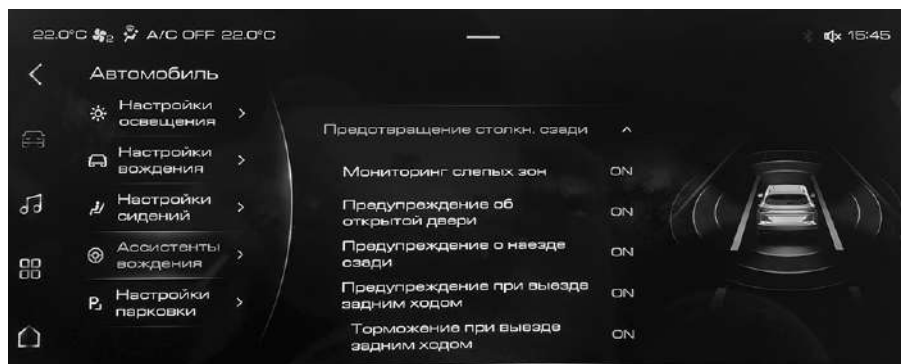 22.0°C 2 A/C OFF 22.0°C
15:45
Автомобиль
Настройки
освещения
Настройки
вождения
Настройки
сидений
Ассистенты
вождения
Настройки
парковки
Предотвращение столкн. сзади
Мониторинг слепых зон ON
Предупреждение об
открытой двери ON
Предупреждение о наезде
сзади ON
Предупреждение при выезде
задним ходом ON
Торможение при выезде
задним ходом ON